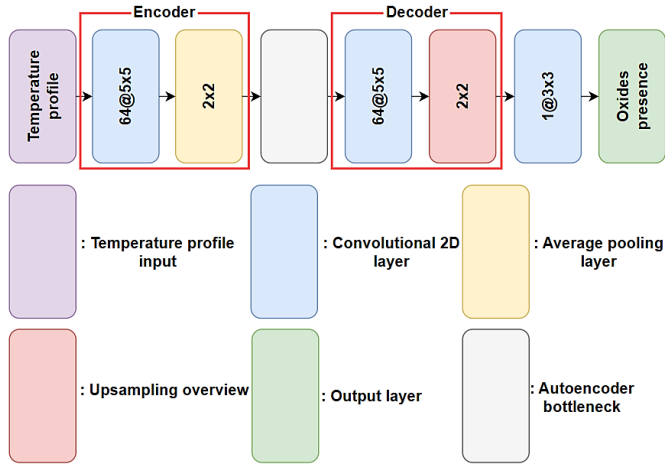 Encoder
Decoder
Temperature
profile
64@5x5
2x2
64@5x5
2x2
1@3x3
Oxides
presence
: Temperature profile
input
: Convolutional 2D
layer
: Average pooling
layer
: Upsampling overview
: Output layer
: Autoencoder
bottleneck